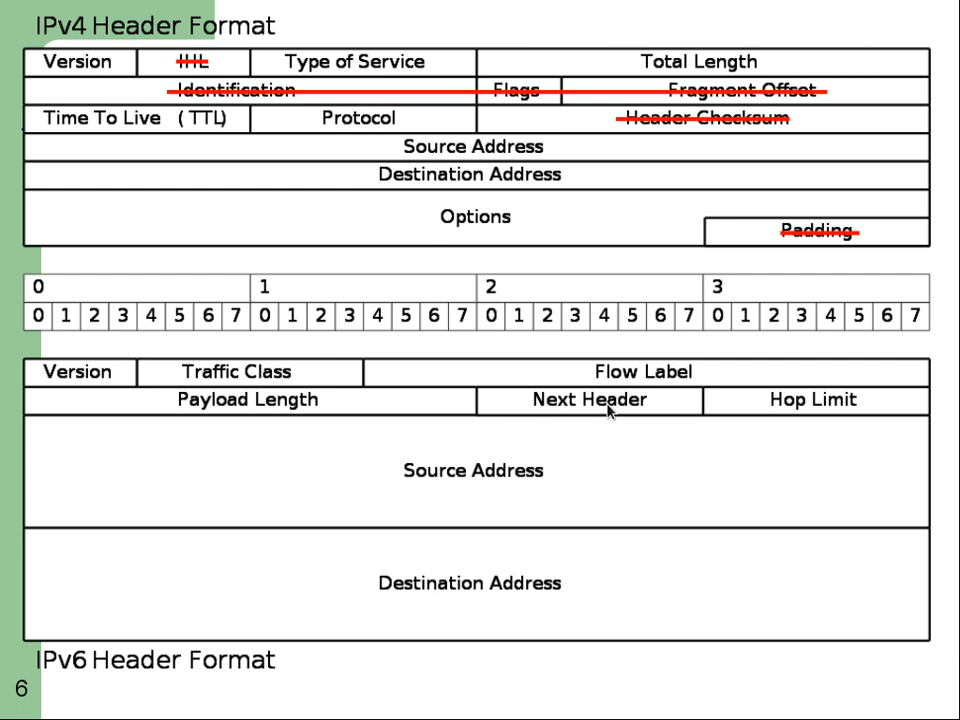 IPv4 Header Format
Version IHL Type of Service Total Length
Identification Flags Fragment Offset
Time To Live ( TTL) Protocol Header Checksum
Source Address
Destination Address
Options
Padding
0 1 2 3
0 1 2 3 4 5 6 7 0 1 2 3 4 5 6 7 0 1 2 3 4 5 6 7 0 1 2 3 4 5 6 7
Version Traffic Class Flow Label
Payload Length Next Header Hop Limit
Source Address
Destination Address
IPv6 Header Format
6